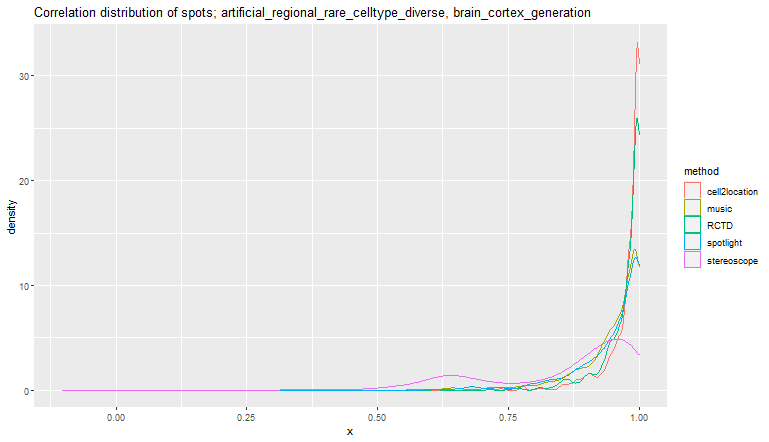 Correlation distribution of spots; artificial_regional_rare_celltype_diverse, brain_cortex_generation
30
20
10
0
density
0.00
0.25
0.50
0.75
1.00
x
method
cell2location
music
RCTD
spotlight
stereoscope